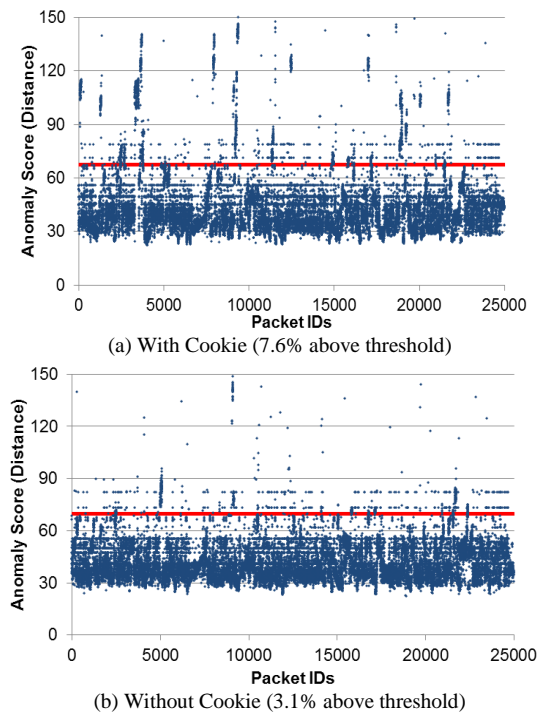 150
120
90
60
30
0
Anomaly Score (Distance)
0 5000 10000 15000 20000 25000
Packet IDs
(a) With Cookie (7.6% above threshold)
150
120
90
60
30
0
Anomaly Score (Distance)
0 5000 10000 15000 20000 25000
Packet IDs
(b) Without Cookie (3.1% above threshold)